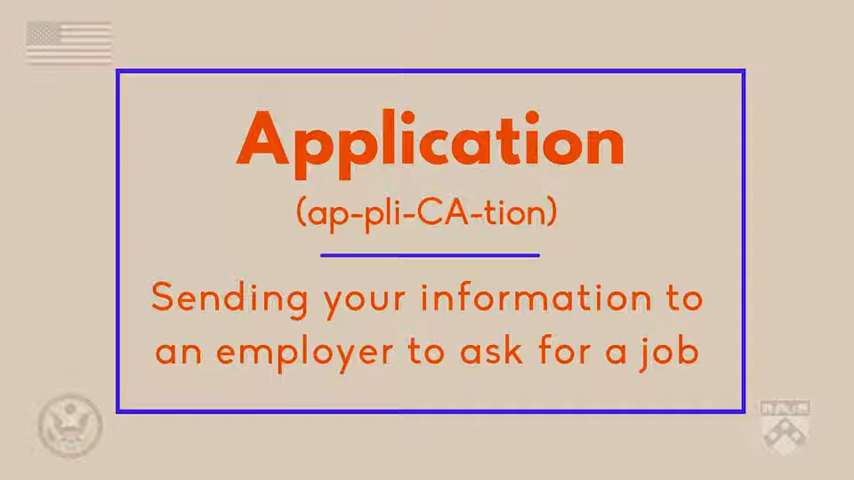 Application
(ap-pli-CA-tion)
Sending your information to
an employer to ask for a job